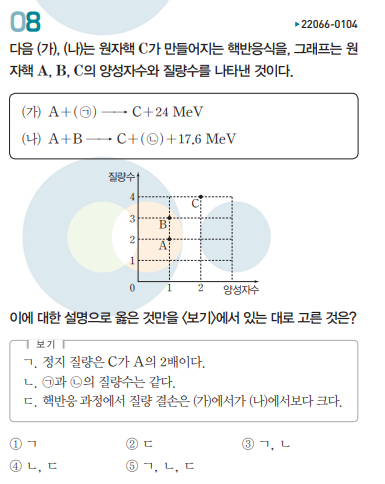 08
▶22066-0104
다음 (가), (나)는 원자핵 C가 만들어지는 핵반응식을, 그래프는 원
자핵 A, B, C의 양성자수와 질량수를 나타낸 것이다.
(가) A+(㉠) ⟶ C+24 MeV
(나) A+B ⟶ C+(㉡)+17.6 MeV
질량수
4
C
3
B
2
A
1
0 1 2 양성자수
이에 대한 설명으로 옳은 것만을 〈보기〉에서 있는 대로 고른 것은?
보기
ㄱ. 정지 질량은 C가 A의 2배이다.
ㄴ. ㉠과 ㉡의 질량수는 같다.
ㄷ. 핵반응 과정에서 질량 결손은 (가)에서가 (나)에서보다 크다.
① ㄱ ② ㄷ ③ ㄱ, ㄴ
④ ㄴ, ㄷ ⑤ ㄱ, ㄴ, ㄷ